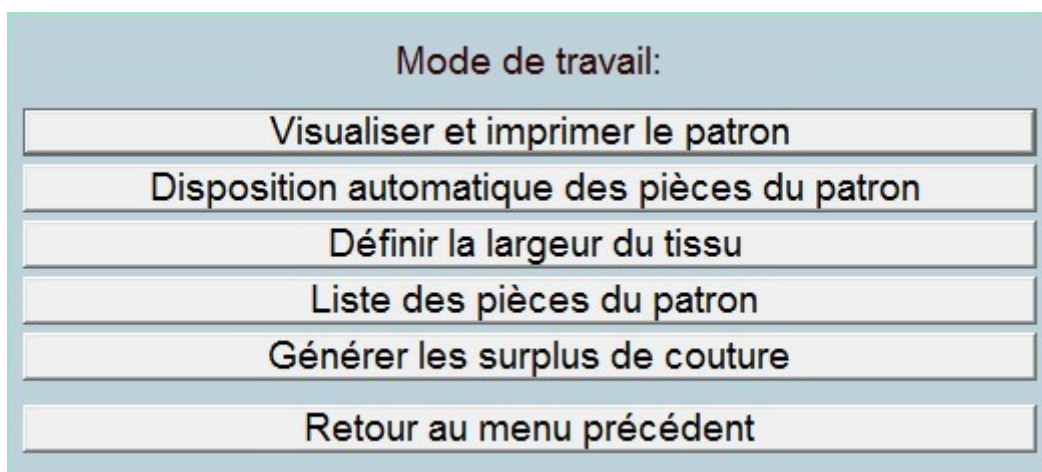 Mode de travail:
Visualiser et imprimer le patron
Disposition automatique des pièces du patron
Définir la largeur du tissu
Liste des pièces du patron
Générer les surplus de couture
Retour au menu précédent